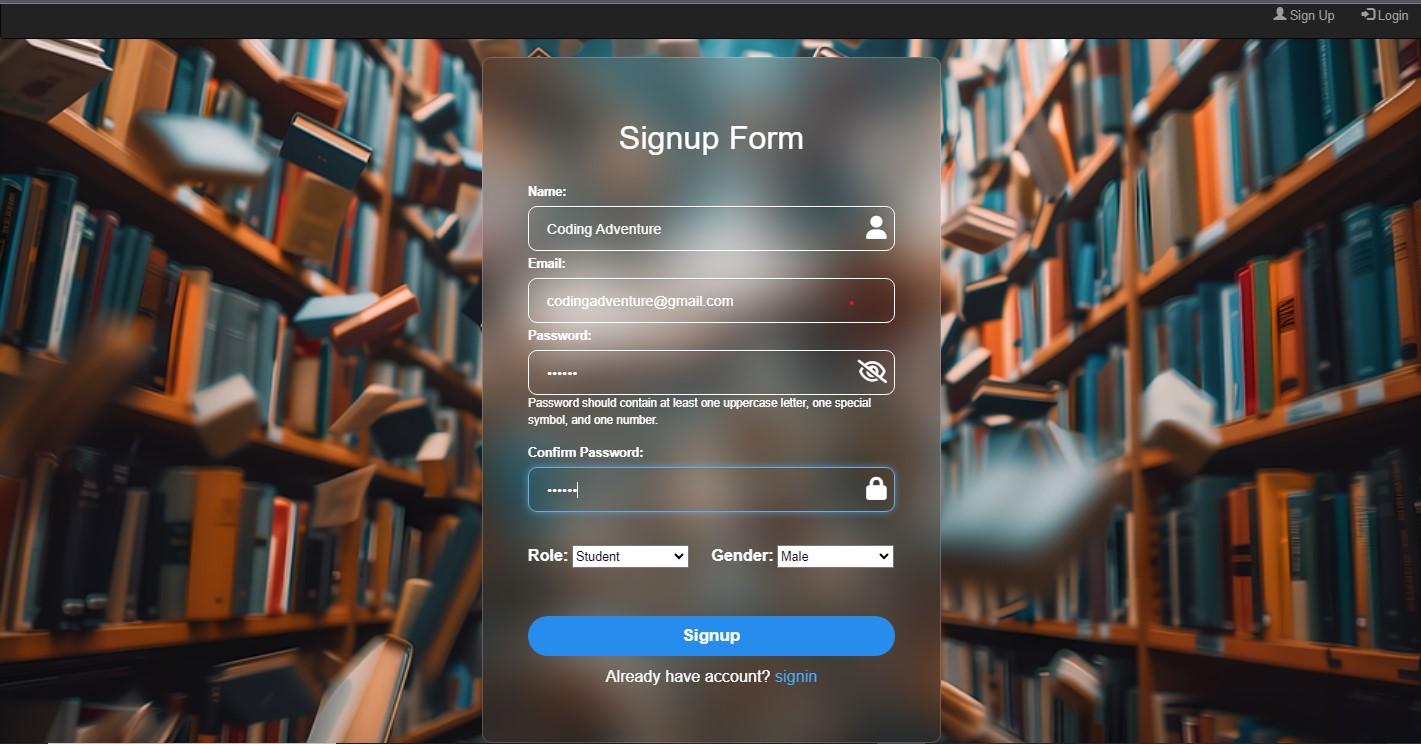 Sign Up Login
Signup Form
Name:
Coding Adventure
Email:
codingadventure@gmail.com
Password:
••••••
Password should contain at least one uppercase letter, one special
symbol, and one number.
Confirm Password:
••••••
Role: Student Gender: Male
Signup
Already have account? signin